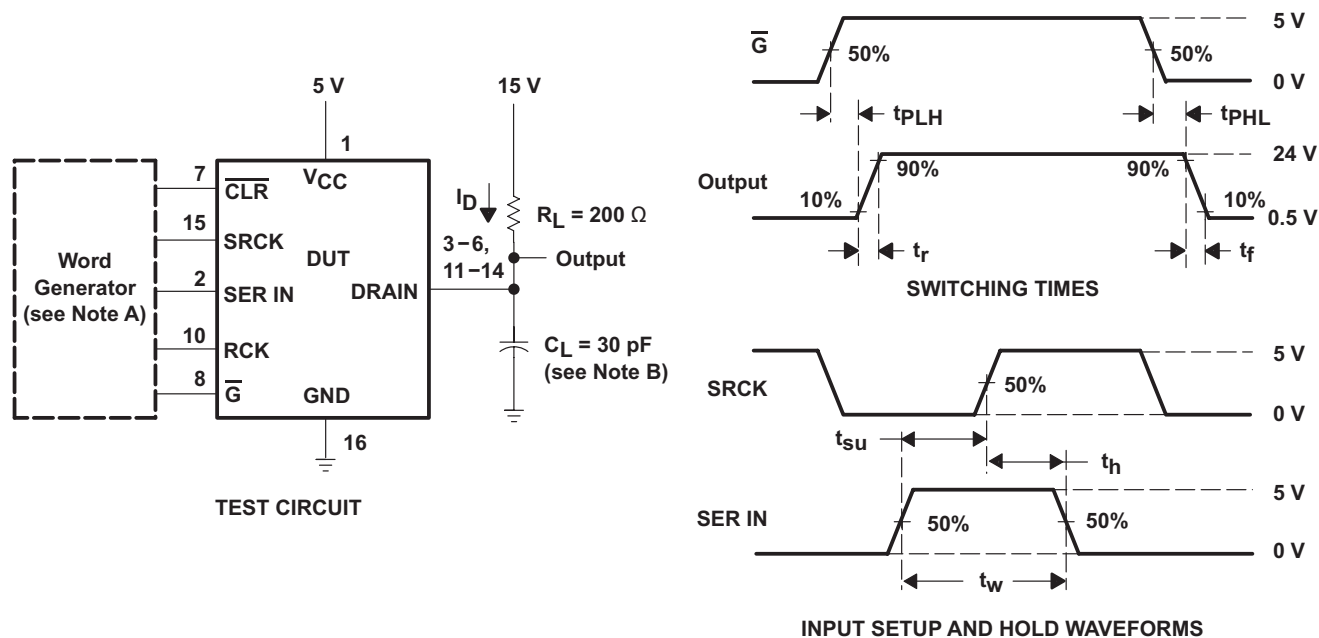 5 V
15 V
1
VCC
7
CLR
15
SRCK
2
SER IN
10
RCK
8
G
DUT
DRAIN
GND
16
Word
Generator
(see Note A)
ID
RL = 200 Ω
3−6,
11−14
Output
CL = 30 pF
(see Note B)
TEST CIRCUIT
G
50%
50%
5 V
0 V
tPLH
tPHL
Output
10%
90%
90%
10%
24 V
0.5 V
tr
tf
SWITCHING TIMES
SRCK
50%
5 V
0 V
tsu
th
SER IN
50%
50%
5 V
0 V
tw
INPUT SETUP AND HOLD WAVEFORMS